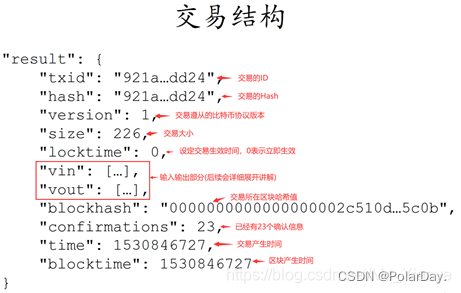 交易结构
"result": {
"txid": "921a…dd24", 交易的ID
"hash": "921a…dd24", 交易的Hash
"version": 1, 交易遵从的比特币协议版本
"size": 226, 交易大小
"locktime": 0, 设定交易生效时间，0表示立即生效
"vin": […],
"vout": […],
输入输出部分(后续会详细展开讲解)
交易所在区块哈希值
"blockhash": "0000000000000000002c510d…5c0b",
"confirmations": 23, 已经有23个确认信息
"time": 1530846727, 交易产生时间
"blocktime": 1530846727 区块产生时间
}
CSDN @PolarDay.